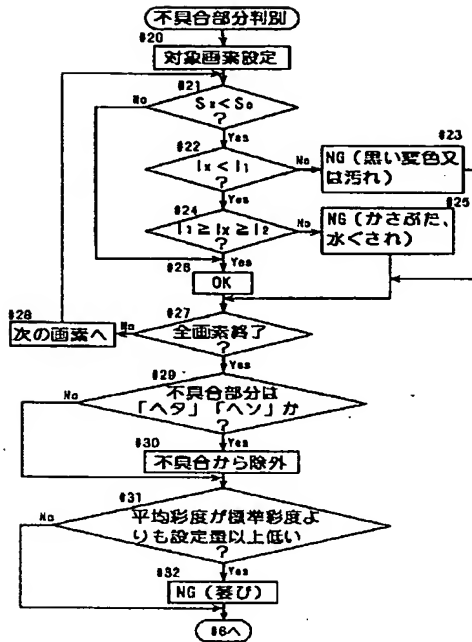 不具合部分判別
#20
対象画素設定
#21
No
Sx<So
?
Yes
#22
Ix<I1
?
No
#23
NG(黒い変色又
は汚れ)
Yes
#24
I1≧Ix≧I2
?
No
#25
NG(かさぶた、
水ぐされ)
Yes
#26
OK
#27
全画素終了
?
No
#28
次の画素へ
Yes
#29
No
不具合部分は
「ヘタ」「ヘソ」か
?
Yes
#30
不具合から除外
#31
No
平均彩度が標準彩度よ
りも設定量以上低い
?
Yes
#32
NG(萎び)
#6へ